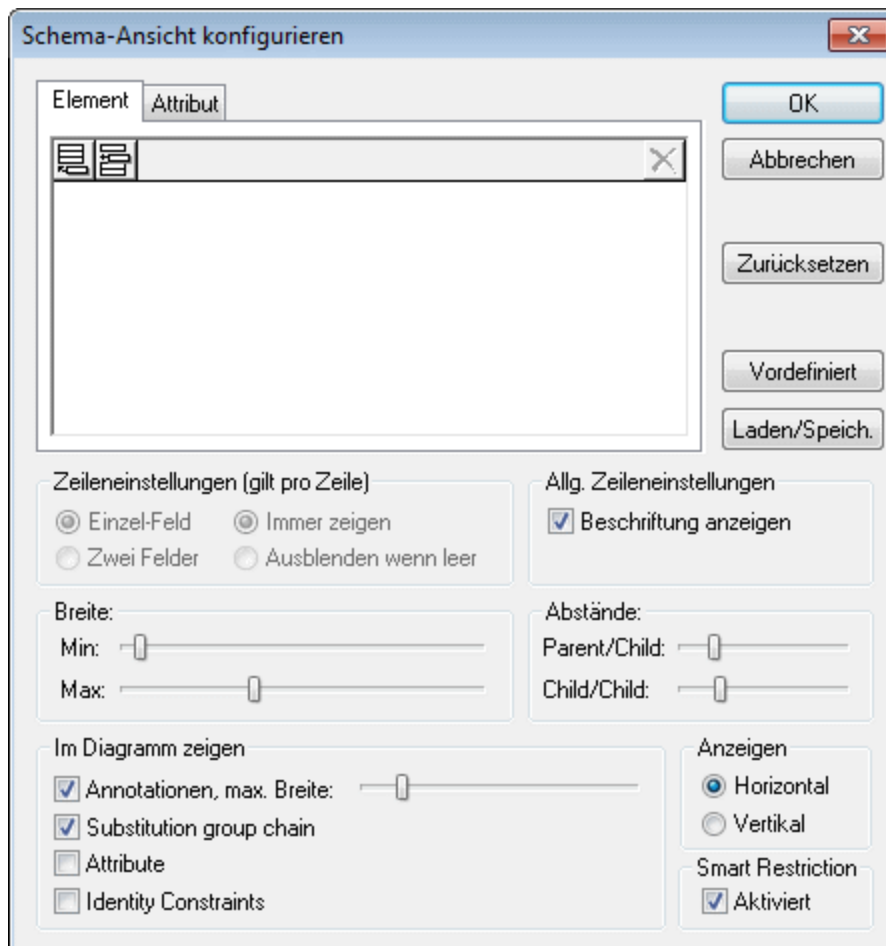 Schema-Ansicht konfigurieren
Element Attribut
OK
Abbrechen
Zurücksetzen
Vordefiniert
Laden/Speich.
Zeileneinstellungen (gilt pro Zeile)
Einzel-Feld Immer zeigen
Zwei Felder Ausblenden wenn leer
Allg. Zeileneinstellungen
Beschriftung anzeigen
Breite:
Min:
Max:
Abstände:
Parent/Child:
Child/Child:
Im Diagramm zeigen
Annotationen, max. Breite:
Substitution group chain
Attribute
Identity Constraints
Anzeigen
Horizontal
Vertikal
Smart Restriction
Aktiviert